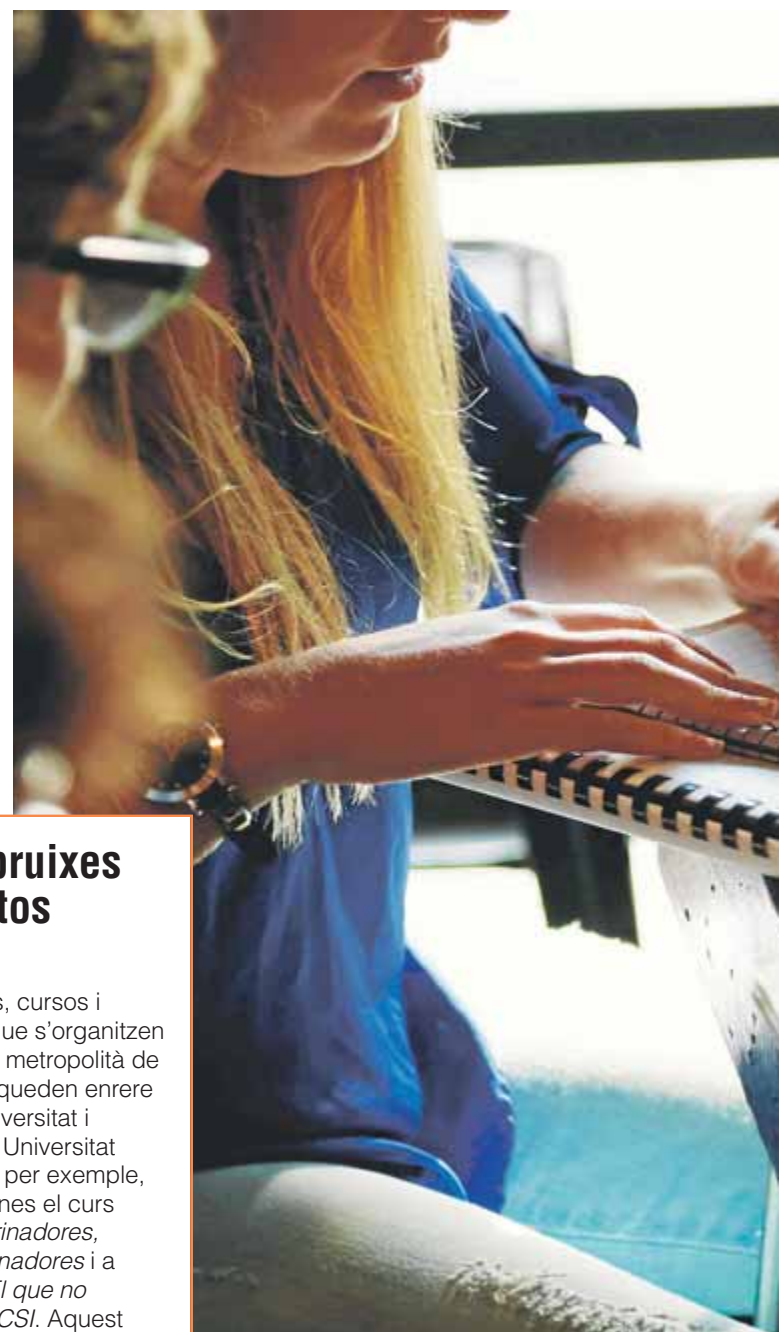 bruixes
tos
s, cursos i
ue s'organitzen
metropolità de
queden enrere
versitat i
Universitat
per exemple,
nes el curs
rinadores,
nadores i a
l que no
CSI. Aquest